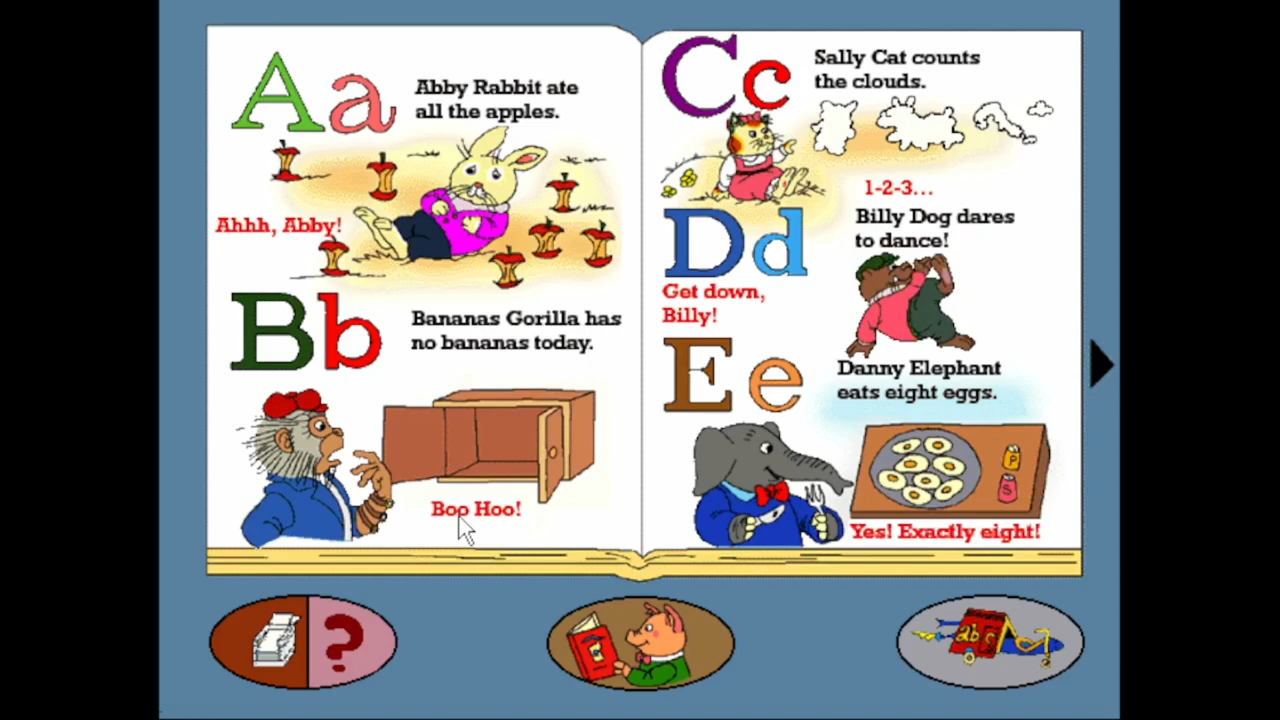 Aa
Abby Rabbit ate
all the apples.
Ahhh, Abby!
Bb
Bananas Gorilla has
no bananas today.
Boo Hoo!
Cc
Sally Cat counts
the clouds.
1-2-3...
Dd
Billy Dog dares
to dance!
Get down,
Billy!
Ee
Danny Elephant
eats eight eggs.
P
S
Yes! Exactly eight!
?
abc